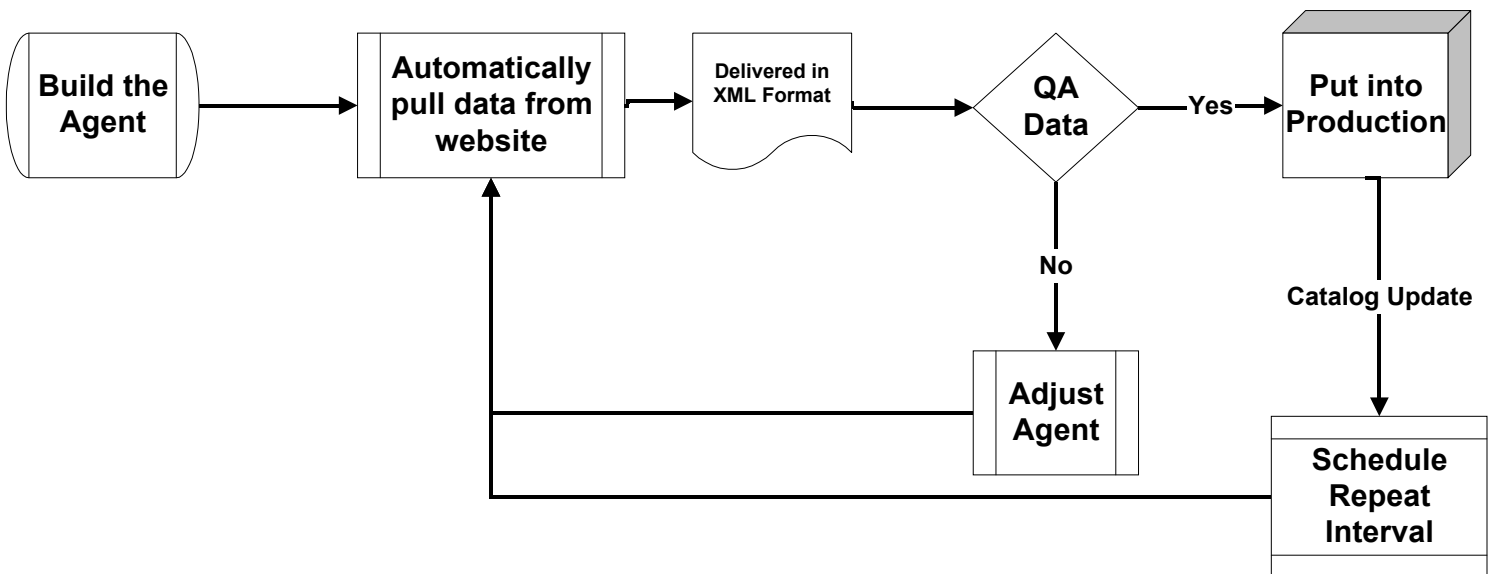 Build the
Agent
Automatically
pull data from
website
Delivered in
XML Format
QA
Data
Yes
Put into
Production
No
Catalog Update
Adjust
Agent
Schedule
Repeat
Interval